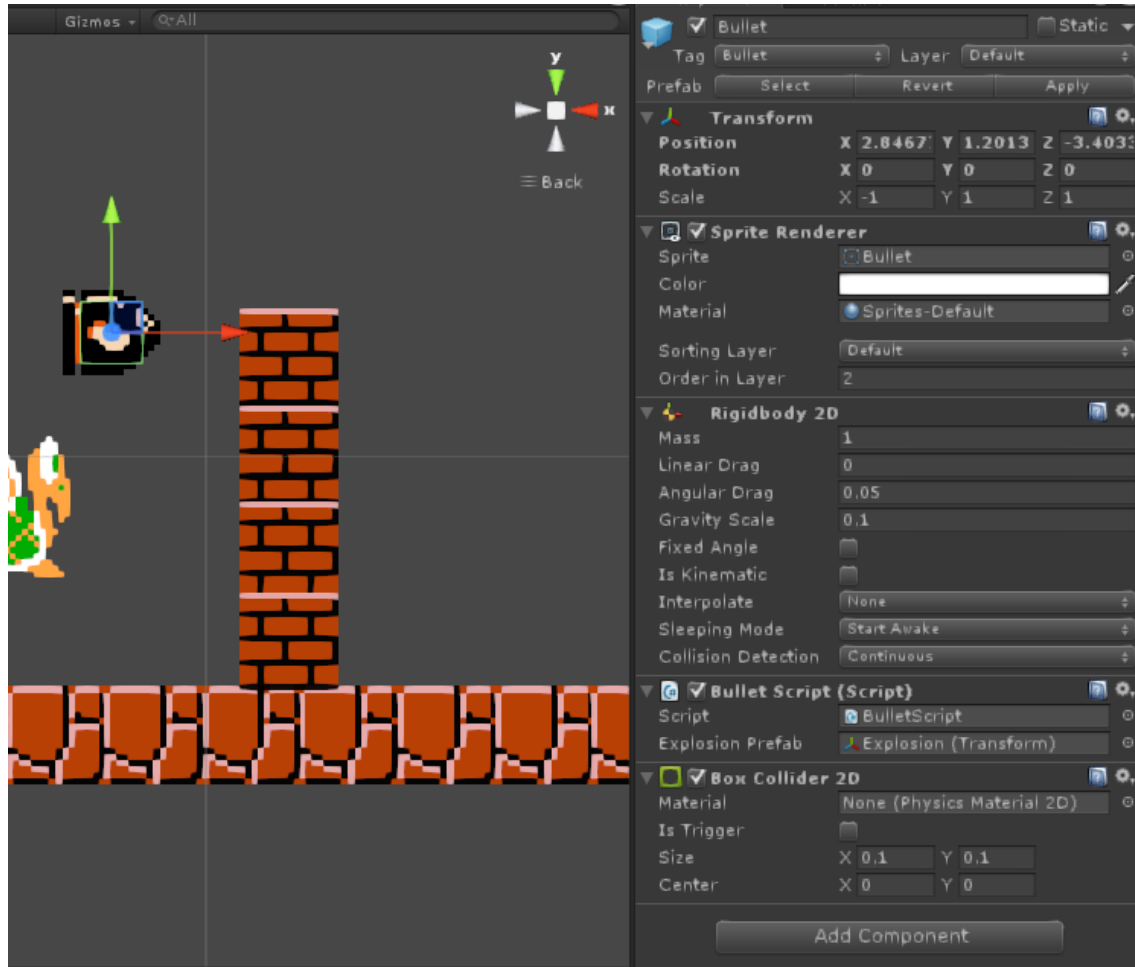 Gizmos All
y
x
Back
Bullet Static
Tag Bullet Layer Default
Prefab Select Revert Apply
Transform
Position X 2.8467 Y 1.2013 Z -3.4033
Rotation X 0 Y 0 Z 0
Scale X -1 Y 1 Z 1
Sprite Renderer
Sprite Bullet
Color
Material Sprites-Default
Sorting Layer Default
Order in Layer 2
Rigidbody 2D
Mass 1
Linear Drag 0
Angular Drag 0.05
Gravity Scale 0.1
Fixed Angle
Is Kinematic
Interpolate None
Sleeping Mode Start Awake
Collision Detection Continuous
Bullet Script (Script)
Script BulletScript
Explosion Prefab Explosion (Transform)
Box Collider 2D
Material None (Physics Material 2D)
Is Trigger
Size X 0.1 Y 0.1
Center X 0 Y 0
Add Component